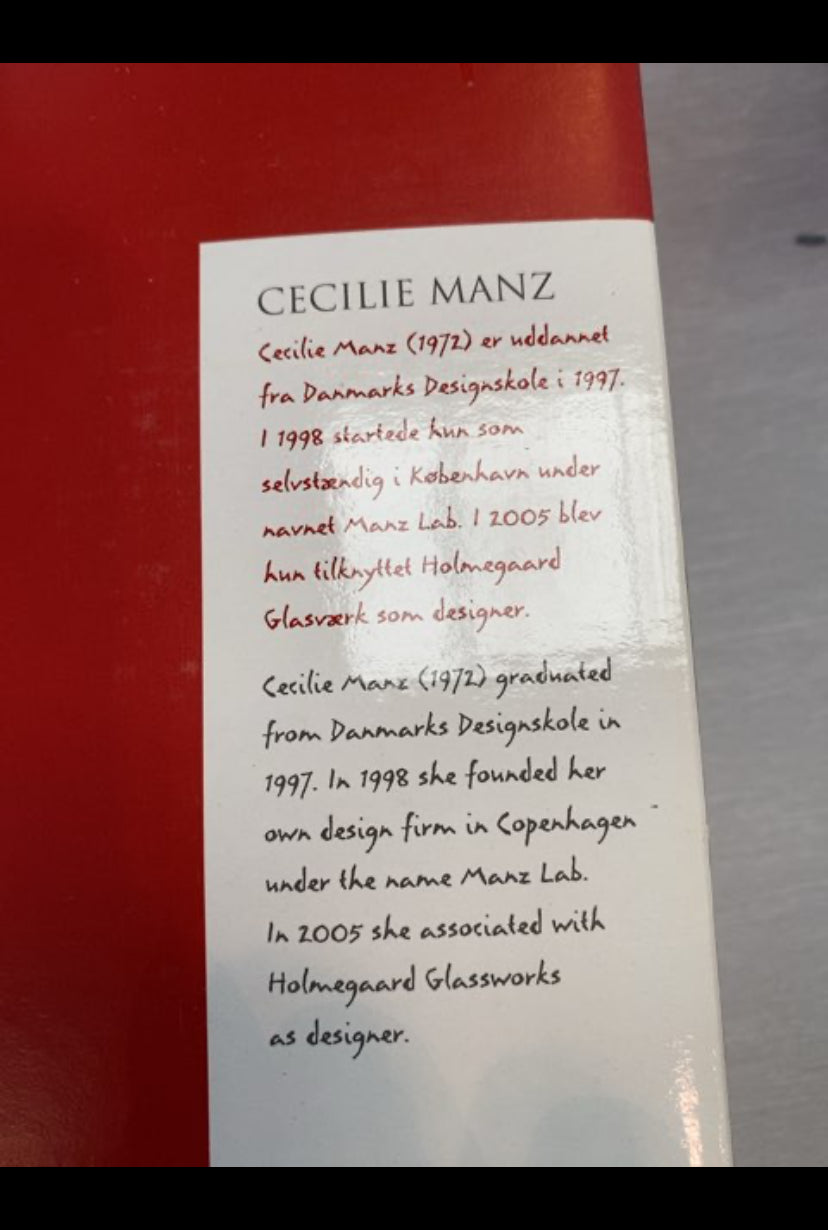 CECILIE MANZ
Cecilie Manz (1972) er uddannet
fra Danmarks Designskole i 1997.
I 1998 startede hun som
selvstændig i København under
navnet Manz Lab. I 2005 blev
hun tilknyttet Holmegaard
Glasværk som designer.
Cecilie Manz (1972) graduated
from Danmarks Designskole in
1997. In 1998 she founded her
own design firm in Copenhagen
under the name Manz Lab.
In 2005 she associated with
Holmegaard Glassworks
as designer.